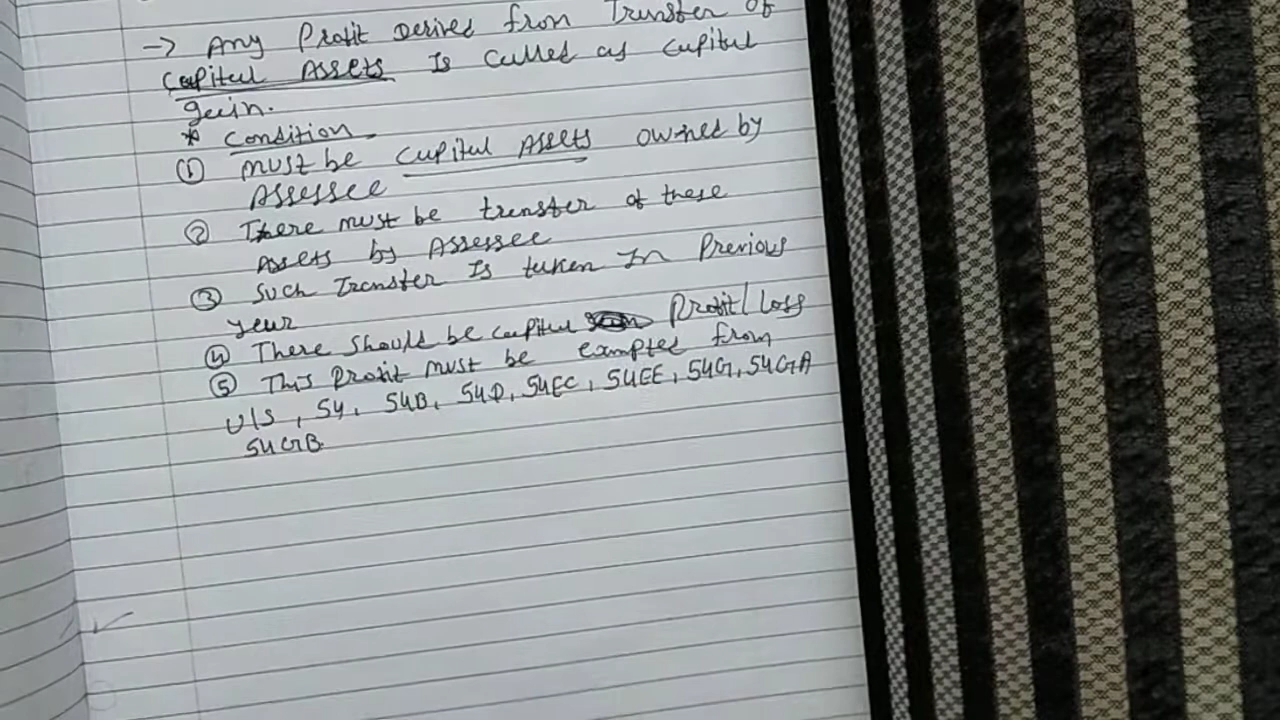 → Any Profit Derived from Transfer of
Capital Assets Is Called as Capital
gain.
* Condition
① must be Capital Assets owned by
Assessee
② There must be transfer of these
Assets by Assessee
③ Such Transfer Is taken In Previous
year
④ There should be capital Profit/Loss
⑤ This profit must be exampted from
U/S, 54, 54B, 54D, 54EC, 54EE, 54G, 54GA
54GB